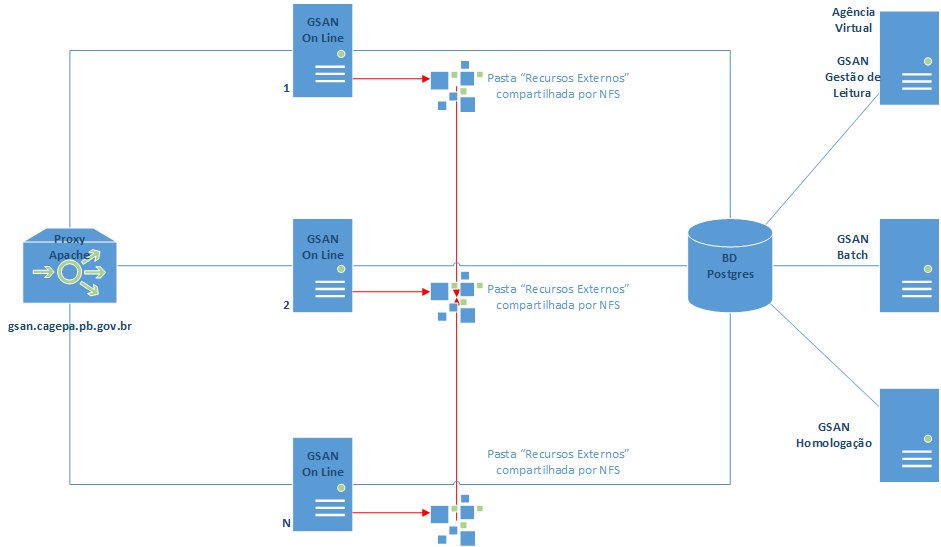 GSAN
On Line
1
Pasta “Recursos Externos”
compartilhada por NFS
Agência
Virtual
GSAN
Gestão de
Leitura
Proxy
Apache
gsan.cagepa.pb.gov.br
GSAN
On Line
2
Pasta “Recursos Externos”
compartilhada por NFS
BD
Postgres
GSAN
Batch
GSAN
On Line
N
Pasta “Recursos Externos”
compartilhada por NFS
GSAN
Homologação